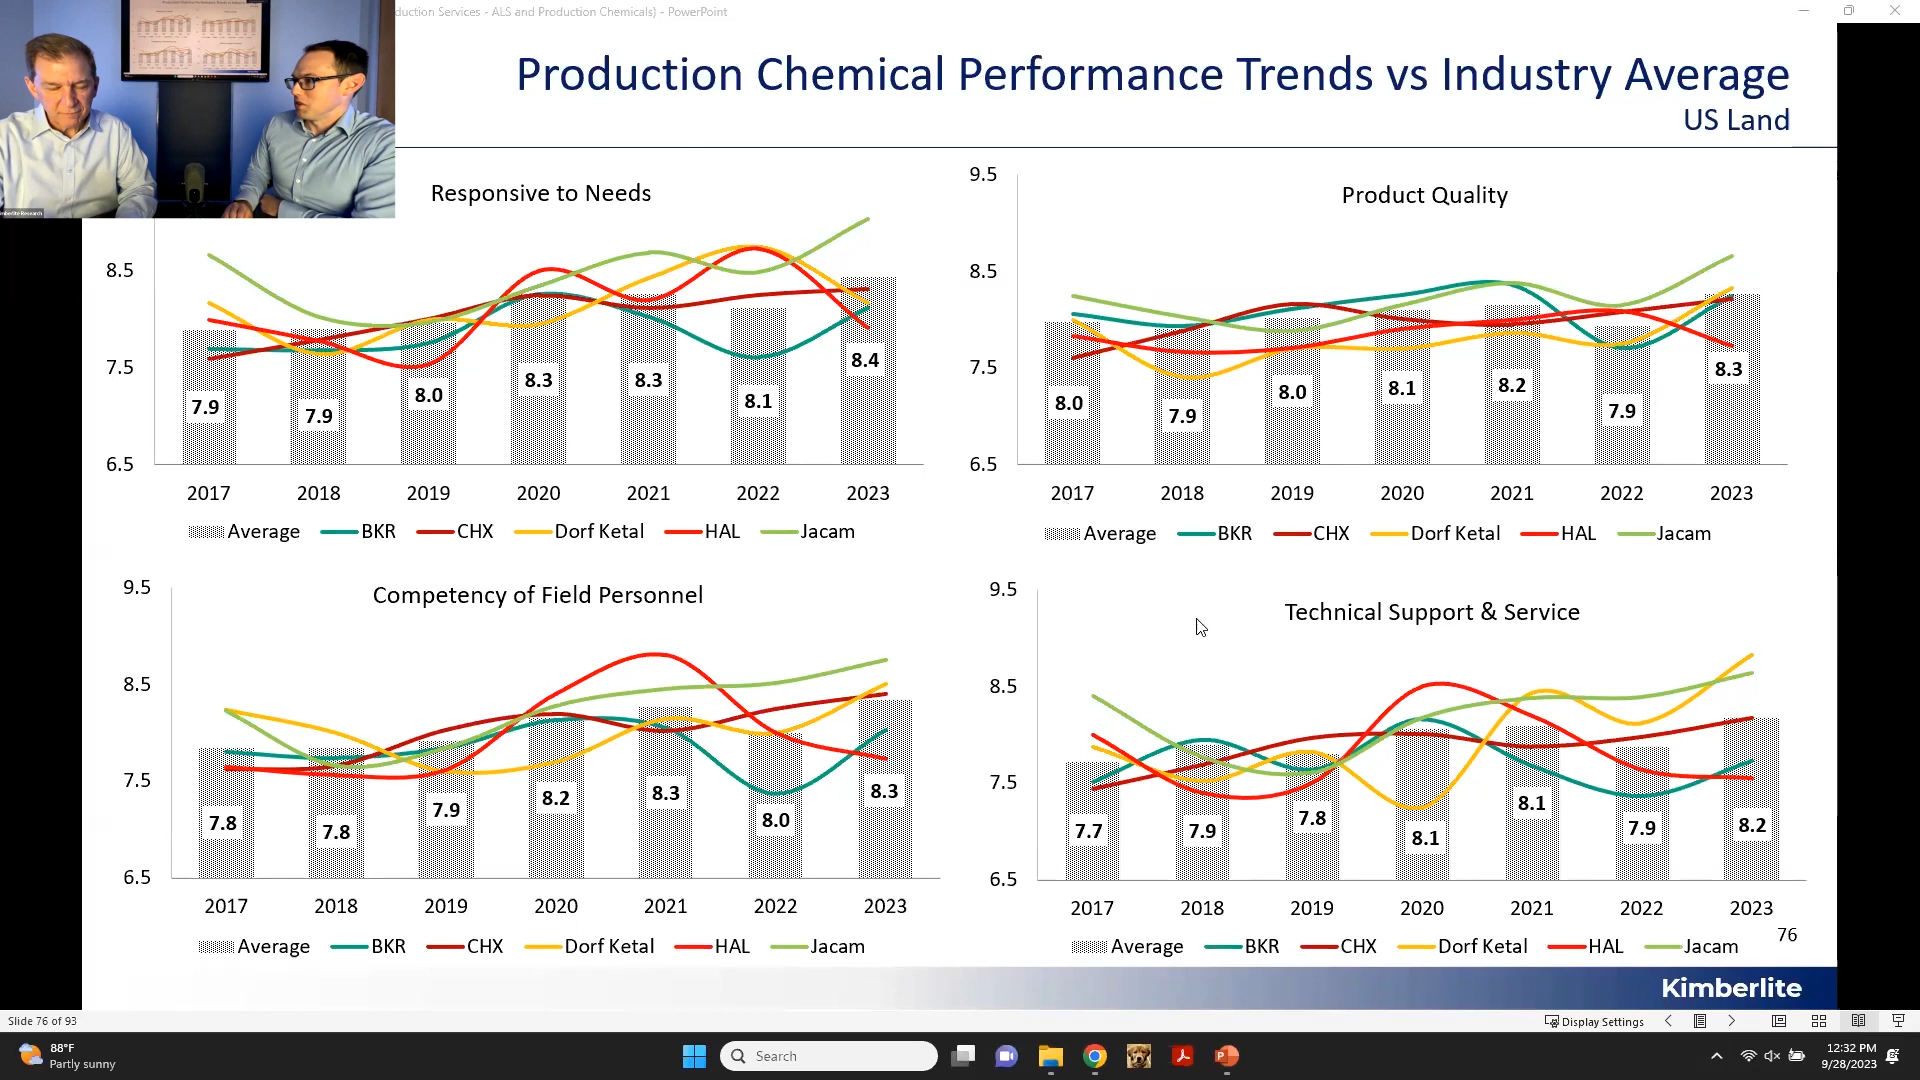 duction Services - ALS and Production Chemicals) - PowerPoint
Production Chemical Performance Trends vs Industry Average
US Land
Responsive to Needs
8.5
7.5
6.5
7.9
7.9
8.0
8.3
8.3
8.1
8.4
2017 2018 2019 2020 2021 2022 2023
Average BKR CHX Dorf Ketal HAL Jacam
Product Quality
9.5
8.5
7.5
6.5
8.0
7.9
8.0
8.1
8.2
7.9
8.3
2017 2018 2019 2020 2021 2022 2023
Average BKR CHX Dorf Ketal HAL Jacam
Competency of Field Personnel
9.5
8.5
7.5
6.5
7.8
7.8
7.9
8.2
8.3
8.0
8.3
2017 2018 2019 2020 2021 2022 2023
Average BKR CHX Dorf Ketal HAL Jacam
Technical Support & Service
9.5
8.5
7.5
6.5
7.7
7.9
7.8
8.1
8.1
7.9
8.2
2017 2018 2019 2020 2021 2022 2023
Average BKR CHX Dorf Ketal HAL Jacam
76
Kimberlite
Slide 76 of 93
Display Settings
88°F
Partly sunny
Search
12:32 PM
9/28/2023